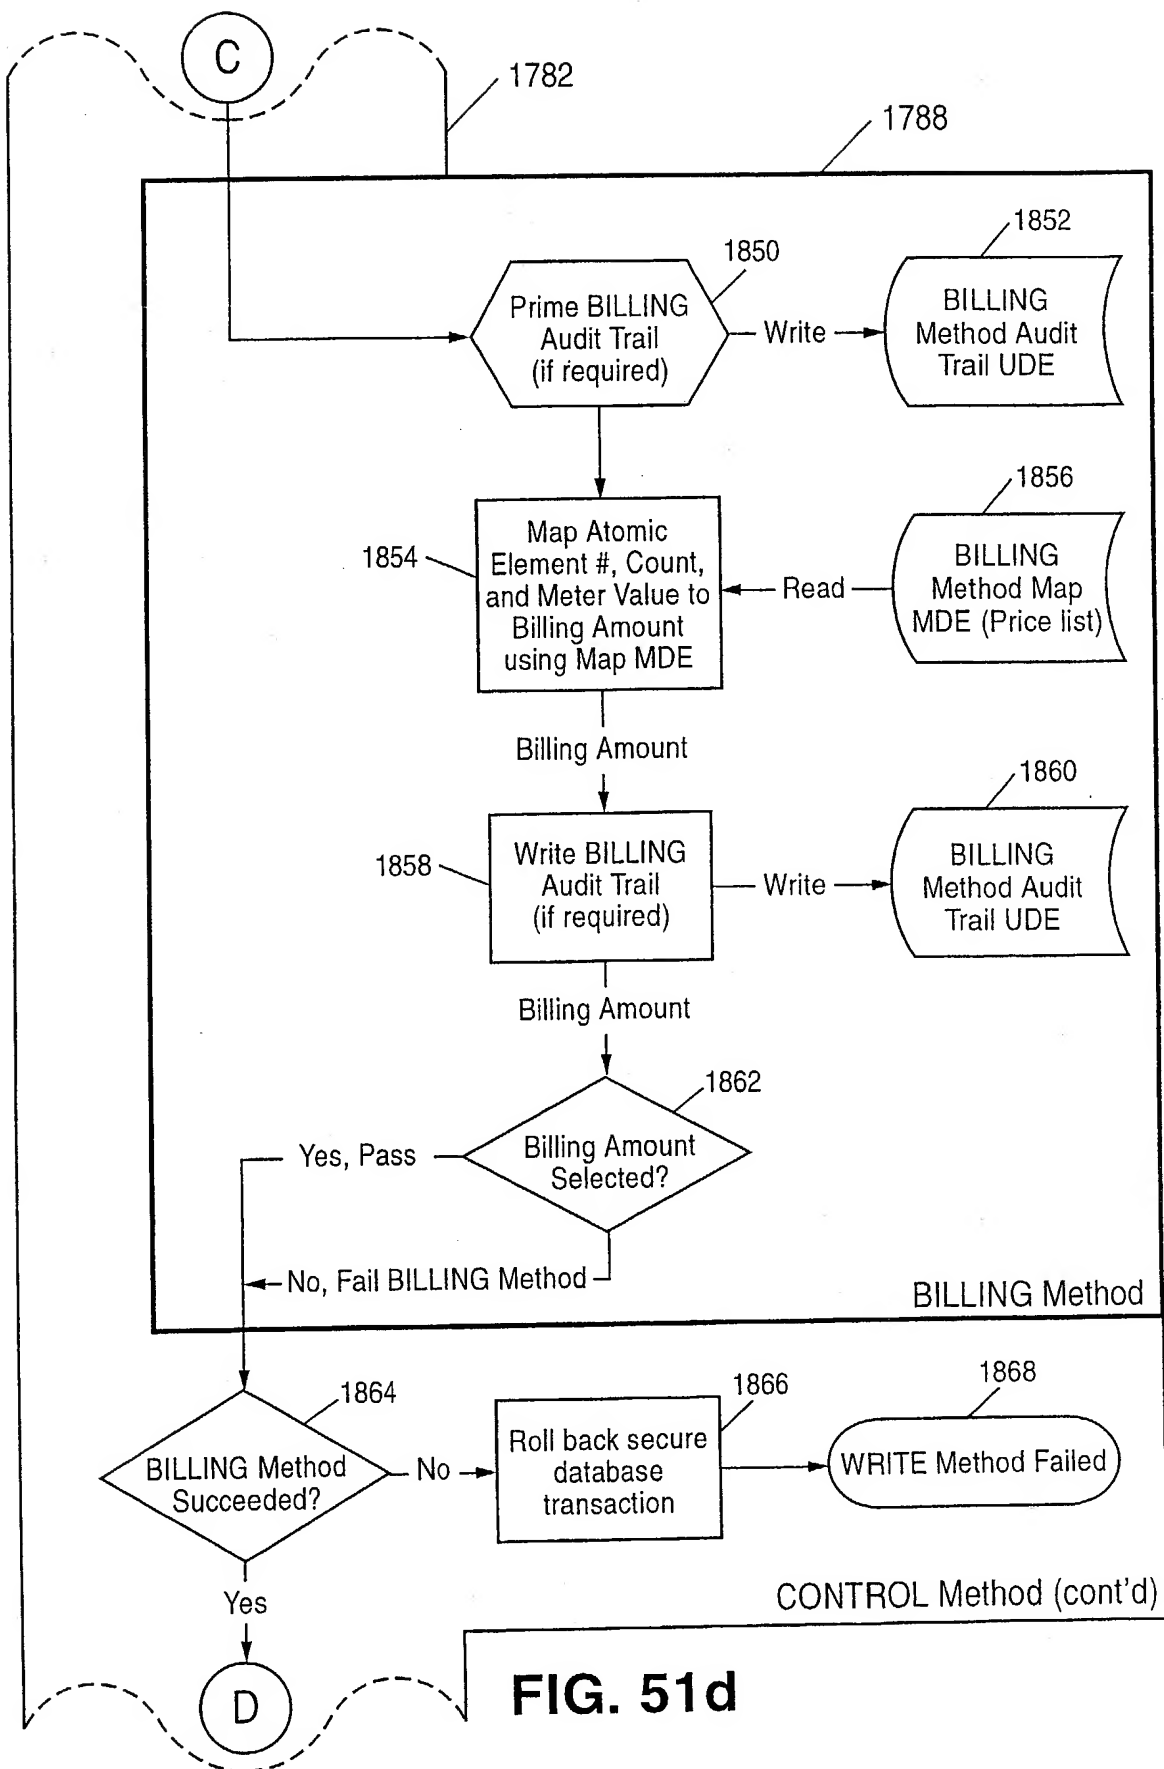 C
1782
1788
1852
1850
Prime BILLING
Audit Trail
(if required)
Write
BILLING
Method Audit
Trail UDE
1856
1854
Map Atomic
Element #, Count,
and Meter Value to
Billing Amount
using Map MDE
Read
BILLING
Method Map
MDE (Price list)
Billing Amount
1860
1858
Write BILLING
Audit Trail
(if required)
Write
BILLING
Method Audit
Trail UDE
Billing Amount
1862
Billing Amount
Selected?
Yes, Pass
No, Fail BILLING Method
BILLING Method
1864
1866
1868
BILLING Method
Succeeded?
No
Roll back secure
database
transaction
WRITE Method Failed
Yes
CONTROL Method (cont'd)
D
FIG. 51d